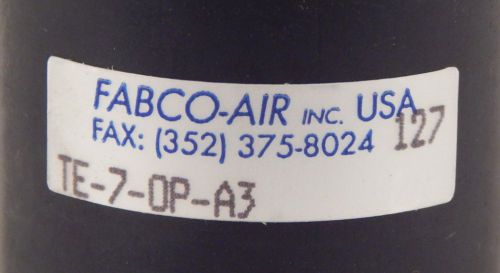 FABCO-AIR INC. USA
FAX: (352) 375-8024 127
TE-7-OP-A3